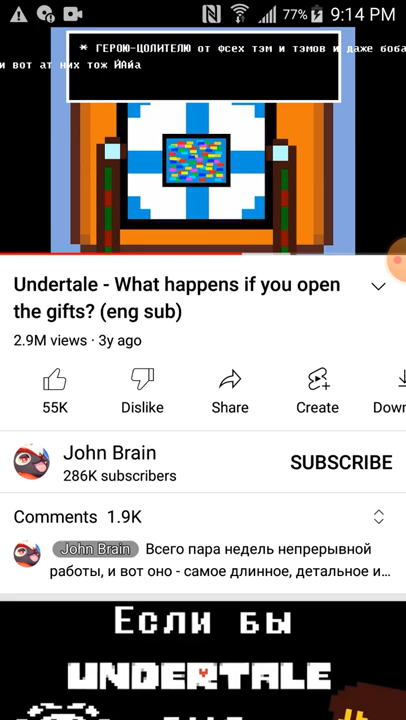 77% 9:14 PM
* ГЕРОЮ-ЦОЛИТЕЛЮ от фсех тэм и тэмов и даже боба
и вот ат них тож ЙАйа
Undertale - What happens if you open
the gifts? (eng sub)
2.9M views · 3y ago
55K Dislike Share Create Down
John Brain
286K subscribers
SUBSCRIBE
Comments 1.9K
John Brain Всего пара недель непрерывной
работы, и вот оно - самое длинное, детальное и...
Если бы
UNDERTALE